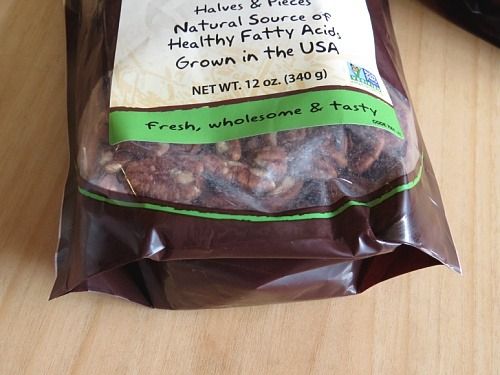 Halves & Pieces
Natural Source of
Healthy Fatty Acids
Grown in the USA
NET WT. 12 oz. (340 g)
fresh, wholesome & tasty